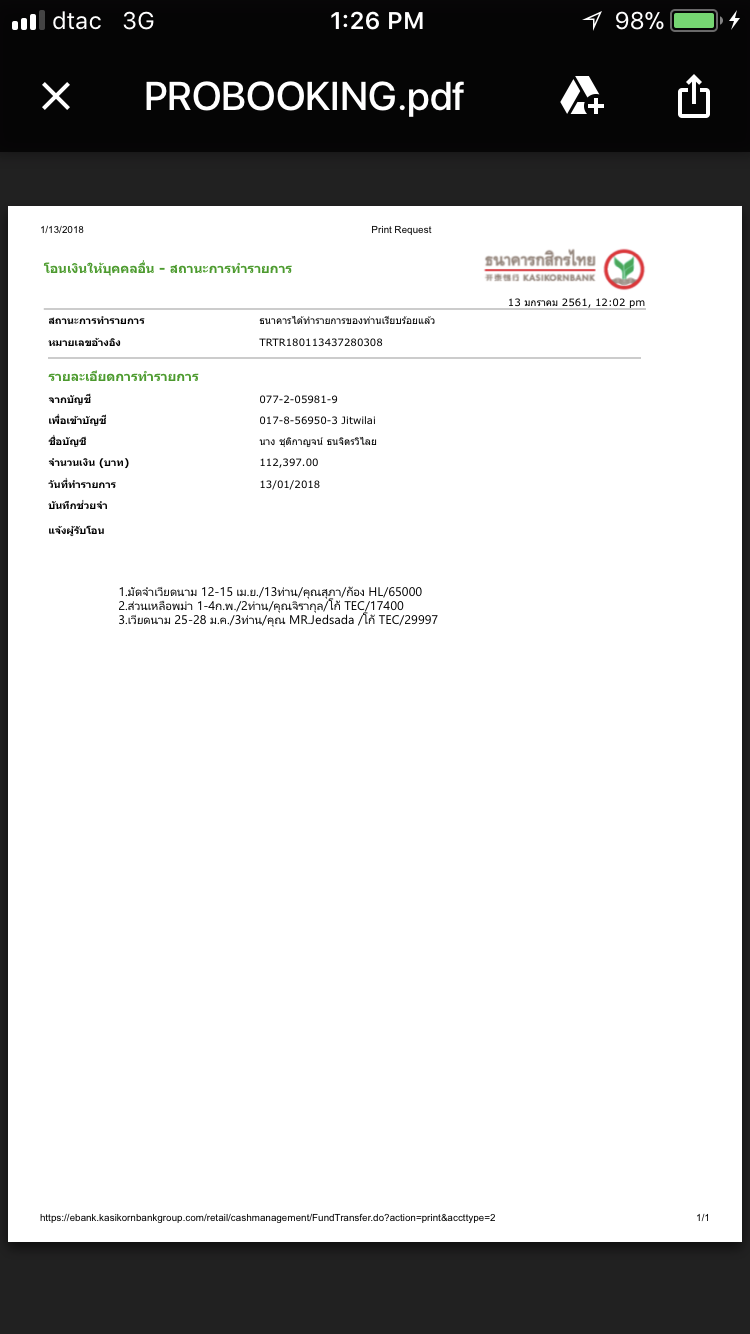 dtac 3G 1:26 PM 98%
PROBOOKING.pdf
1/13/2018 Print Request
ธนาคารกสิกรไทย
开泰银行 KASIKORNBANK
โอนเงินให้บุคคลอื่น - สถานะการทำรายการ
13 มกราคม 2561, 12:02 pm
สถานะการทำรายการ ธนาคารได้ทำรายการของท่านเรียบร้อยแล้ว
หมายเลขอ้างอิง TRTR180113437280308
รายละเอียดการทำรายการ
จากบัญชี 077-2-05981-9
เพื่อเข้าบัญชี 017-8-56950-3 Jitwilai
ชื่อบัญชี นาง ชุติกาญจน์ ธนจิตรวิไลย
จำนวนเงิน (บาท) 112,397.00
วันที่ทำรายการ 13/01/2018
บันทึกช่วยจำ
แจ้งผู้รับโอน
1.มัดจำเวียดนาม 12-15 เม.ย./13ท่าน/คุณสุภา/ก้อง HL/65000
2.ส่วนเหลือพม่า 1-4ก.พ./2ท่าน/คุณจิรากุล/โก้ TEC/17400
3.เวียดนาม 25-28 ม.ค./3ท่าน/คุณ MR.Jedsada /โก้ TEC/29997
https://ebank.kasikornbankgroup.com/retail/cashmanagement/FundTransfer.do?action=print&accttype=2 1/1